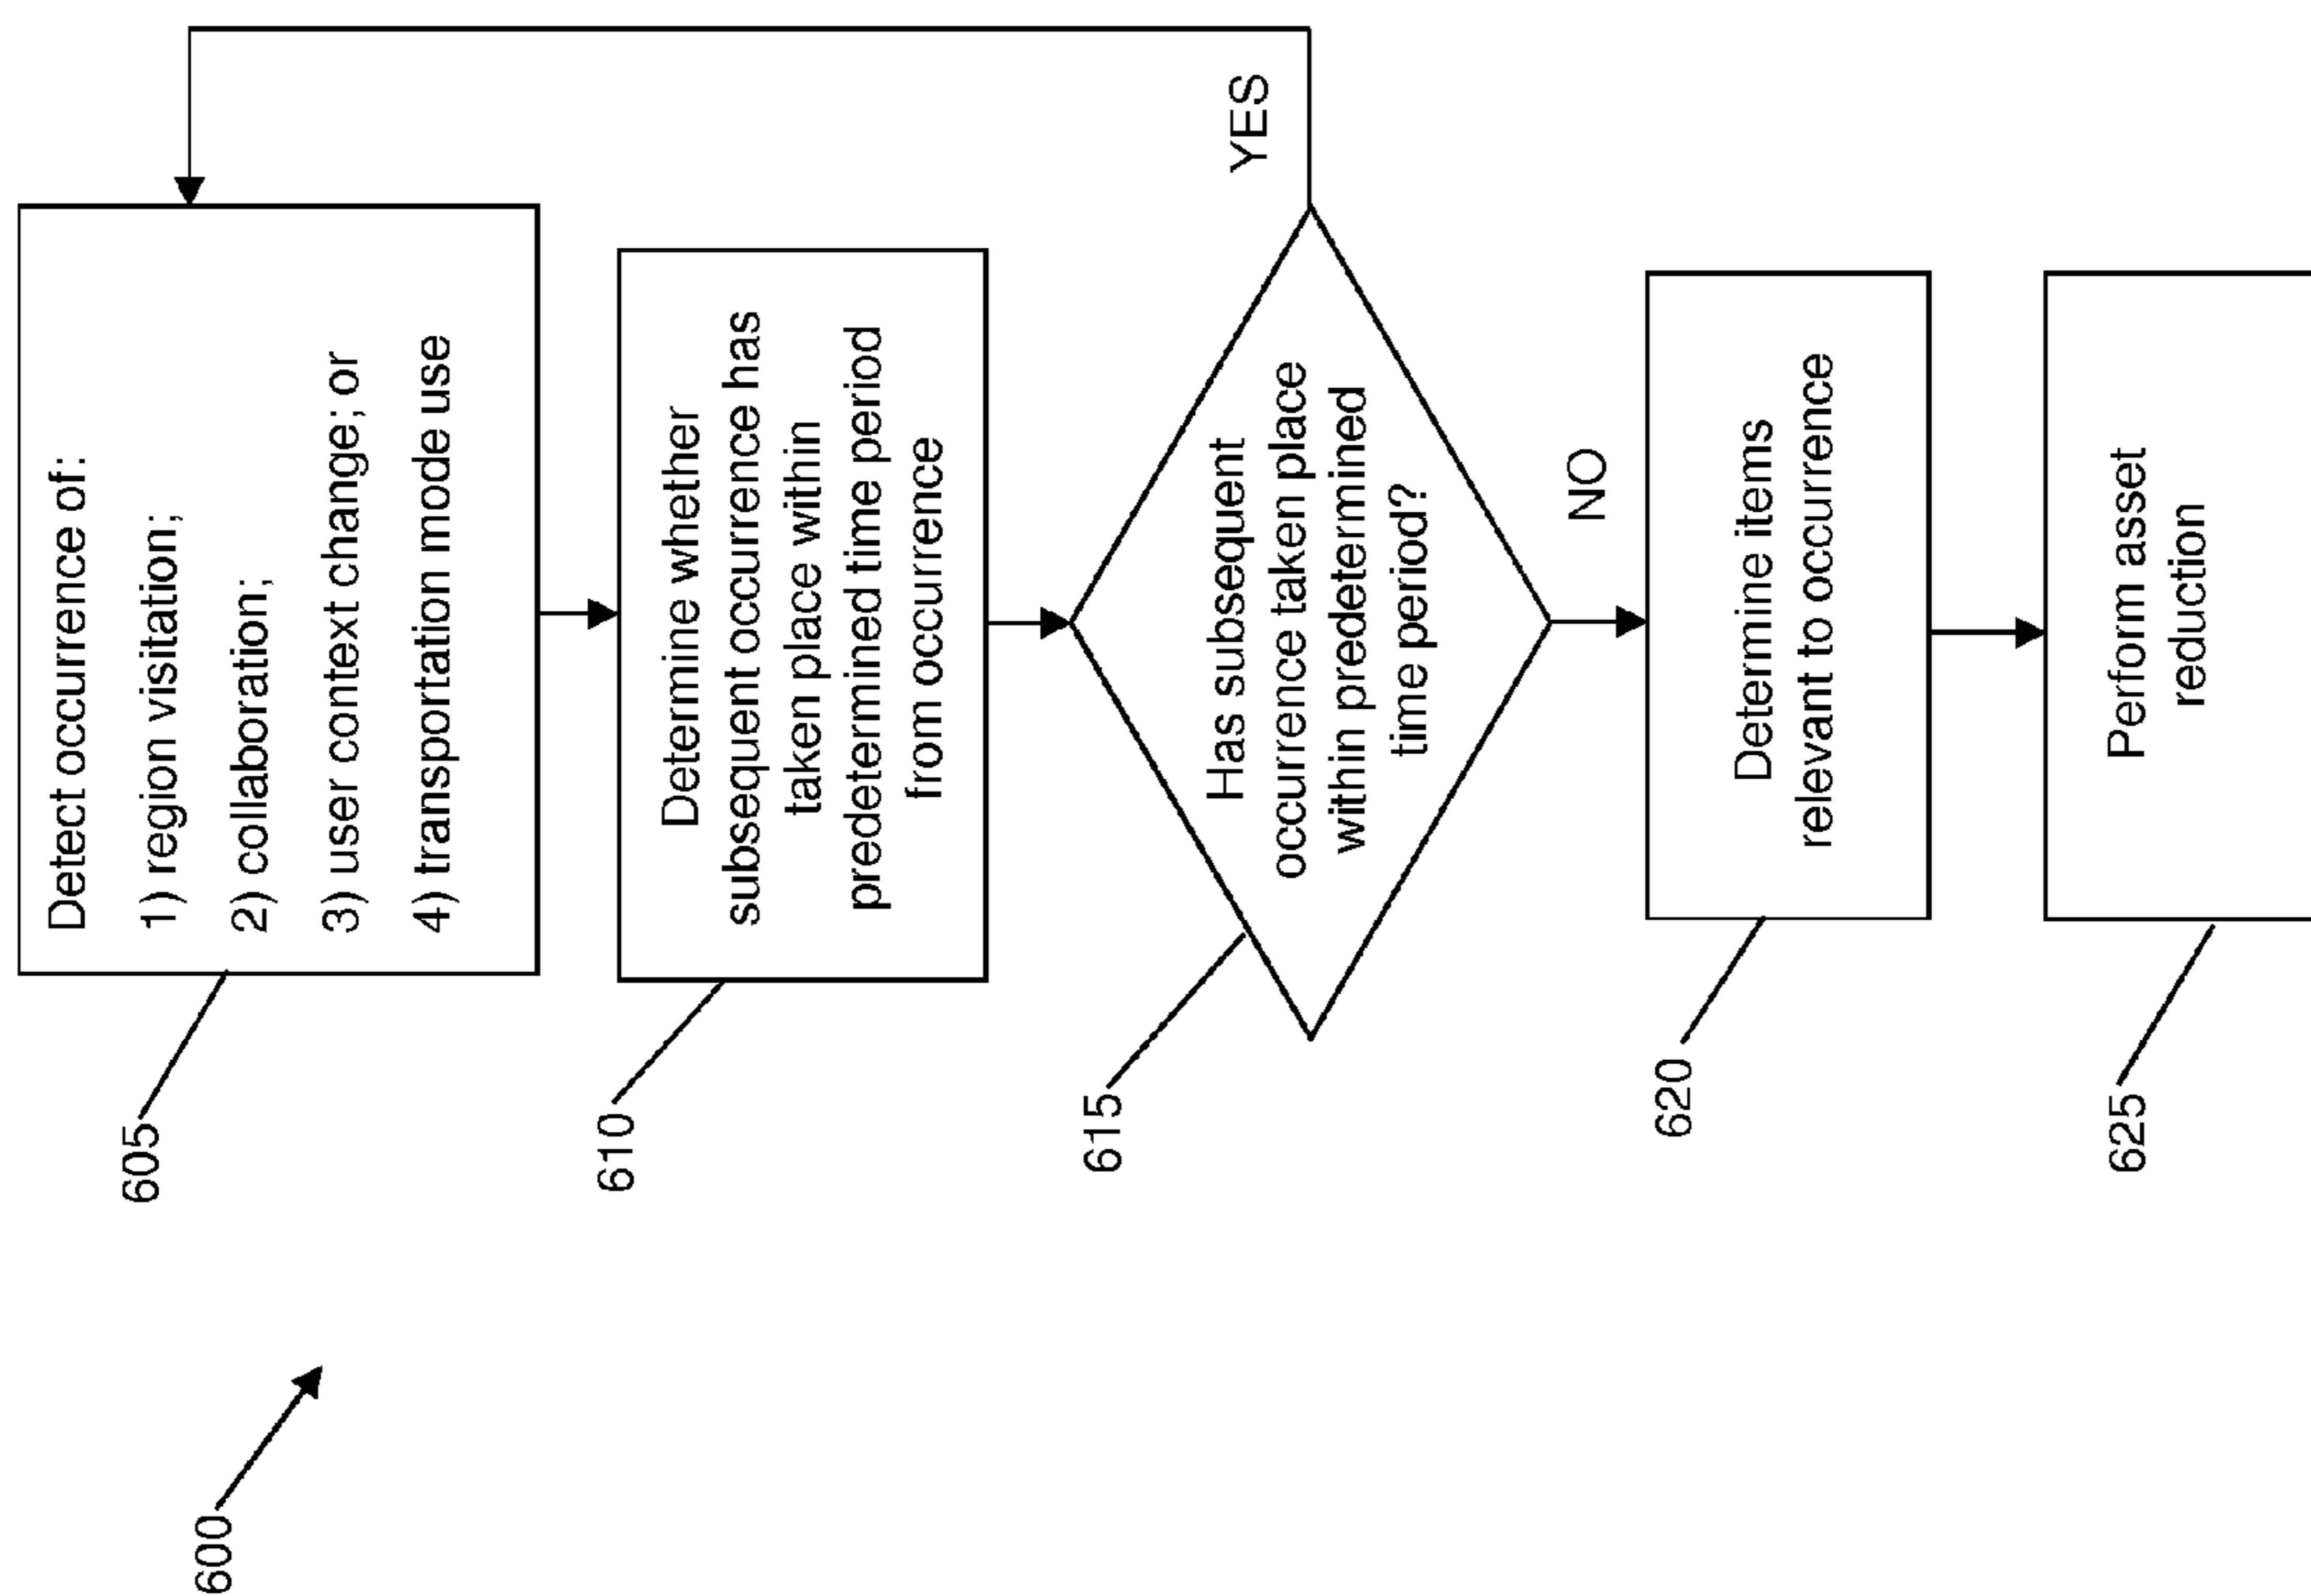 600
605
Detect occurrence of:
1) region visitation;
2) collaboration;
3) user context change; or
4) transportation mode use
610
Determine whether
subsequent occurrence has
taken place within
predetermined time period
from occurrence
615
Has subsequent
occurrence taken place
within predetermined
time period?
YES
NO
620
Determine items
relevant to occurrence
625
Perform asset
reduction